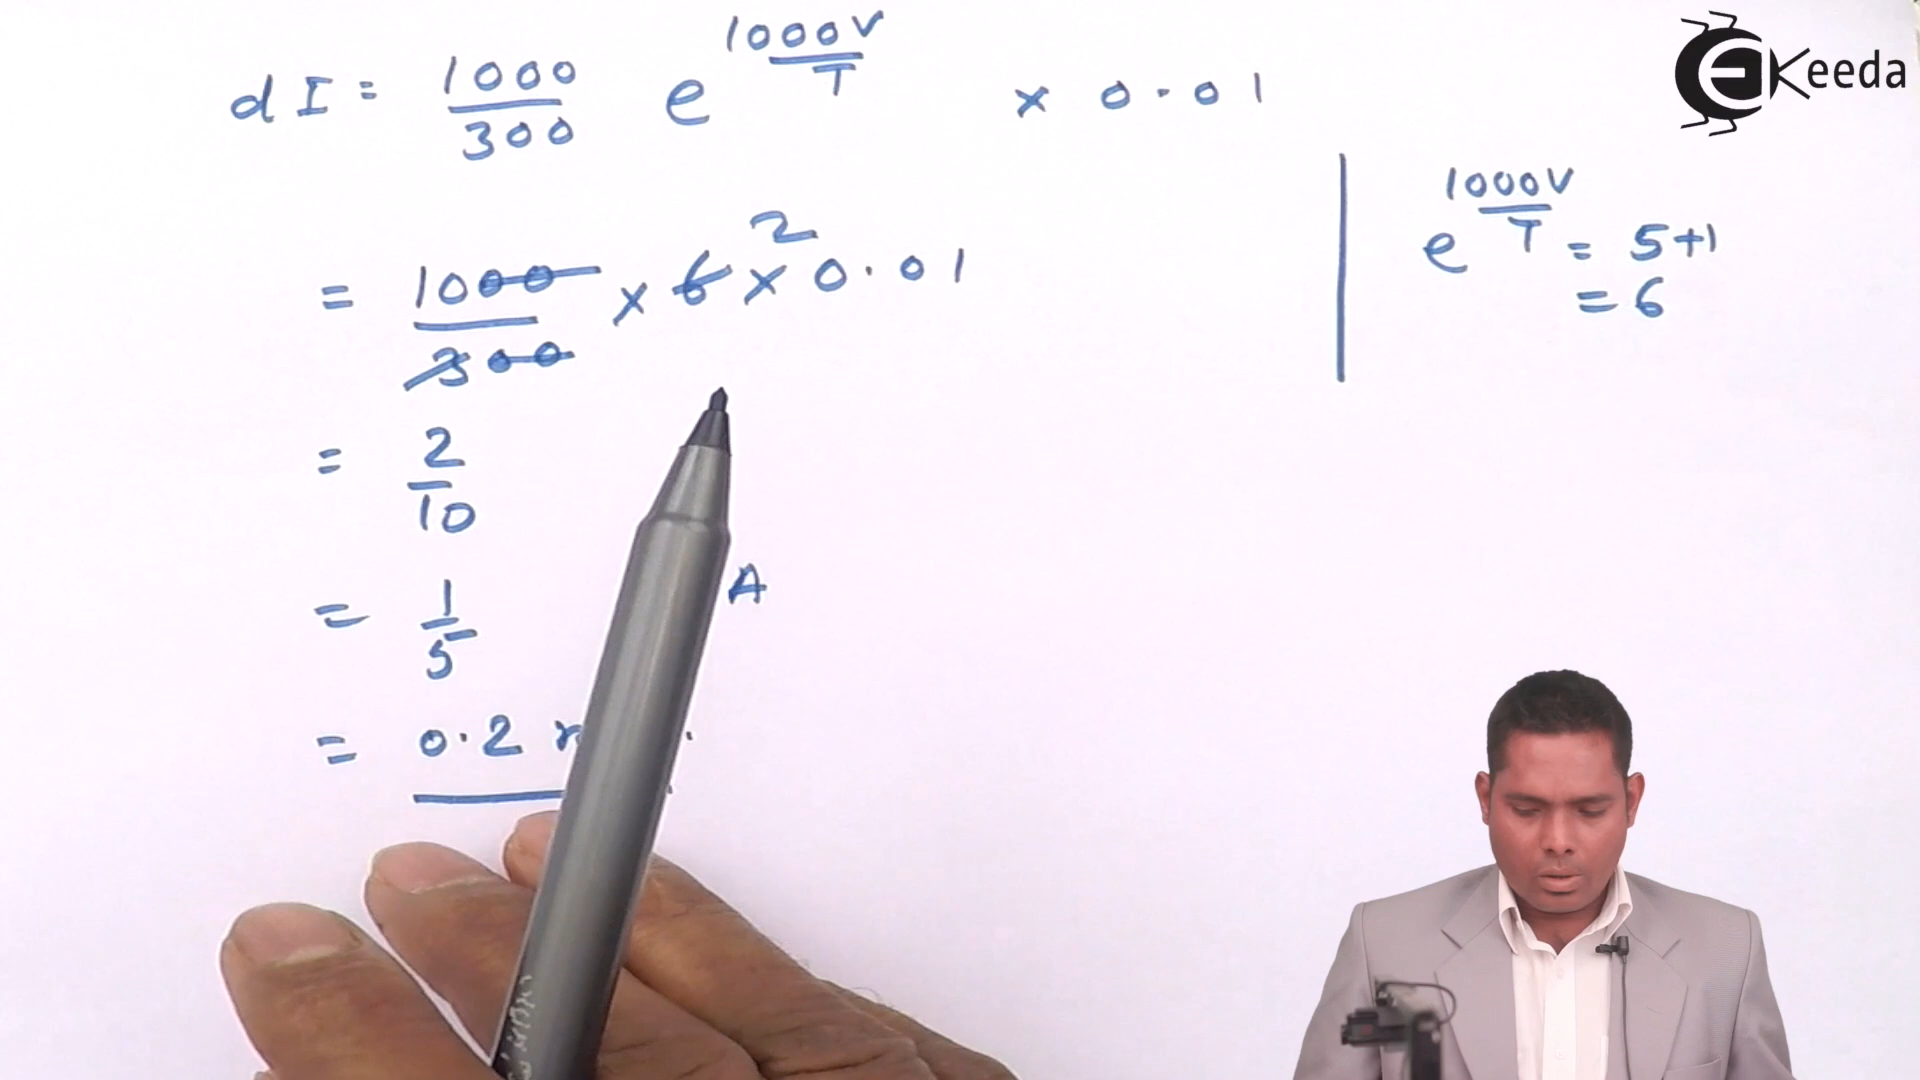 EKeeda
dI = 1000/300 e^(1000V/T) × 0.01
e^(1000V/T) = 5+1
= 6
= 1000/300 × 6 2 × 0.01
= 2/10
= 1/5 A
= 0.2